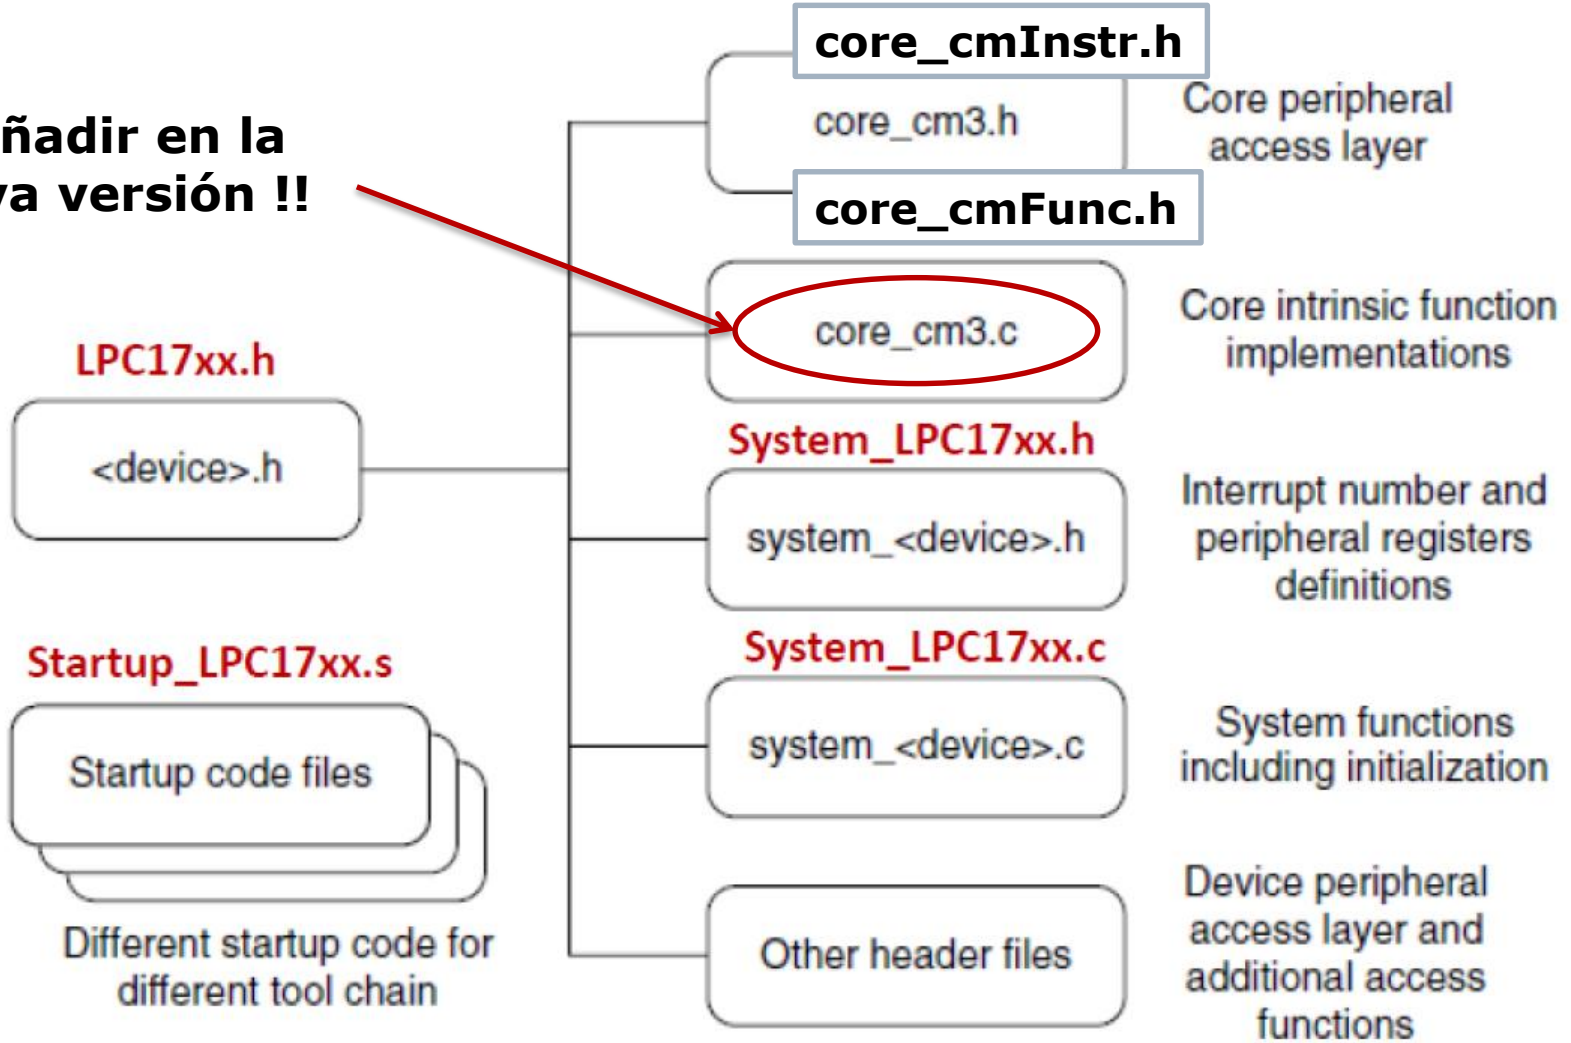 core_cmInstr.h
core_cm3.h
Core peripheral
access layer
core_cmFunc.h
ñadir en la
va versión !!
core_cm3.c
Core intrinsic function
implementations
LPC17xx.h
<device>.h
System_LPC17xx.h
system_<device>.h
Interrupt number and
peripheral registers
definitions
Startup_LPC17xx.s
Startup code files
Different startup code for
different tool chain
System_LPC17xx.c
system_<device>.c
System functions
including initialization
Other header files
Device peripheral
access layer and
additional access
functions